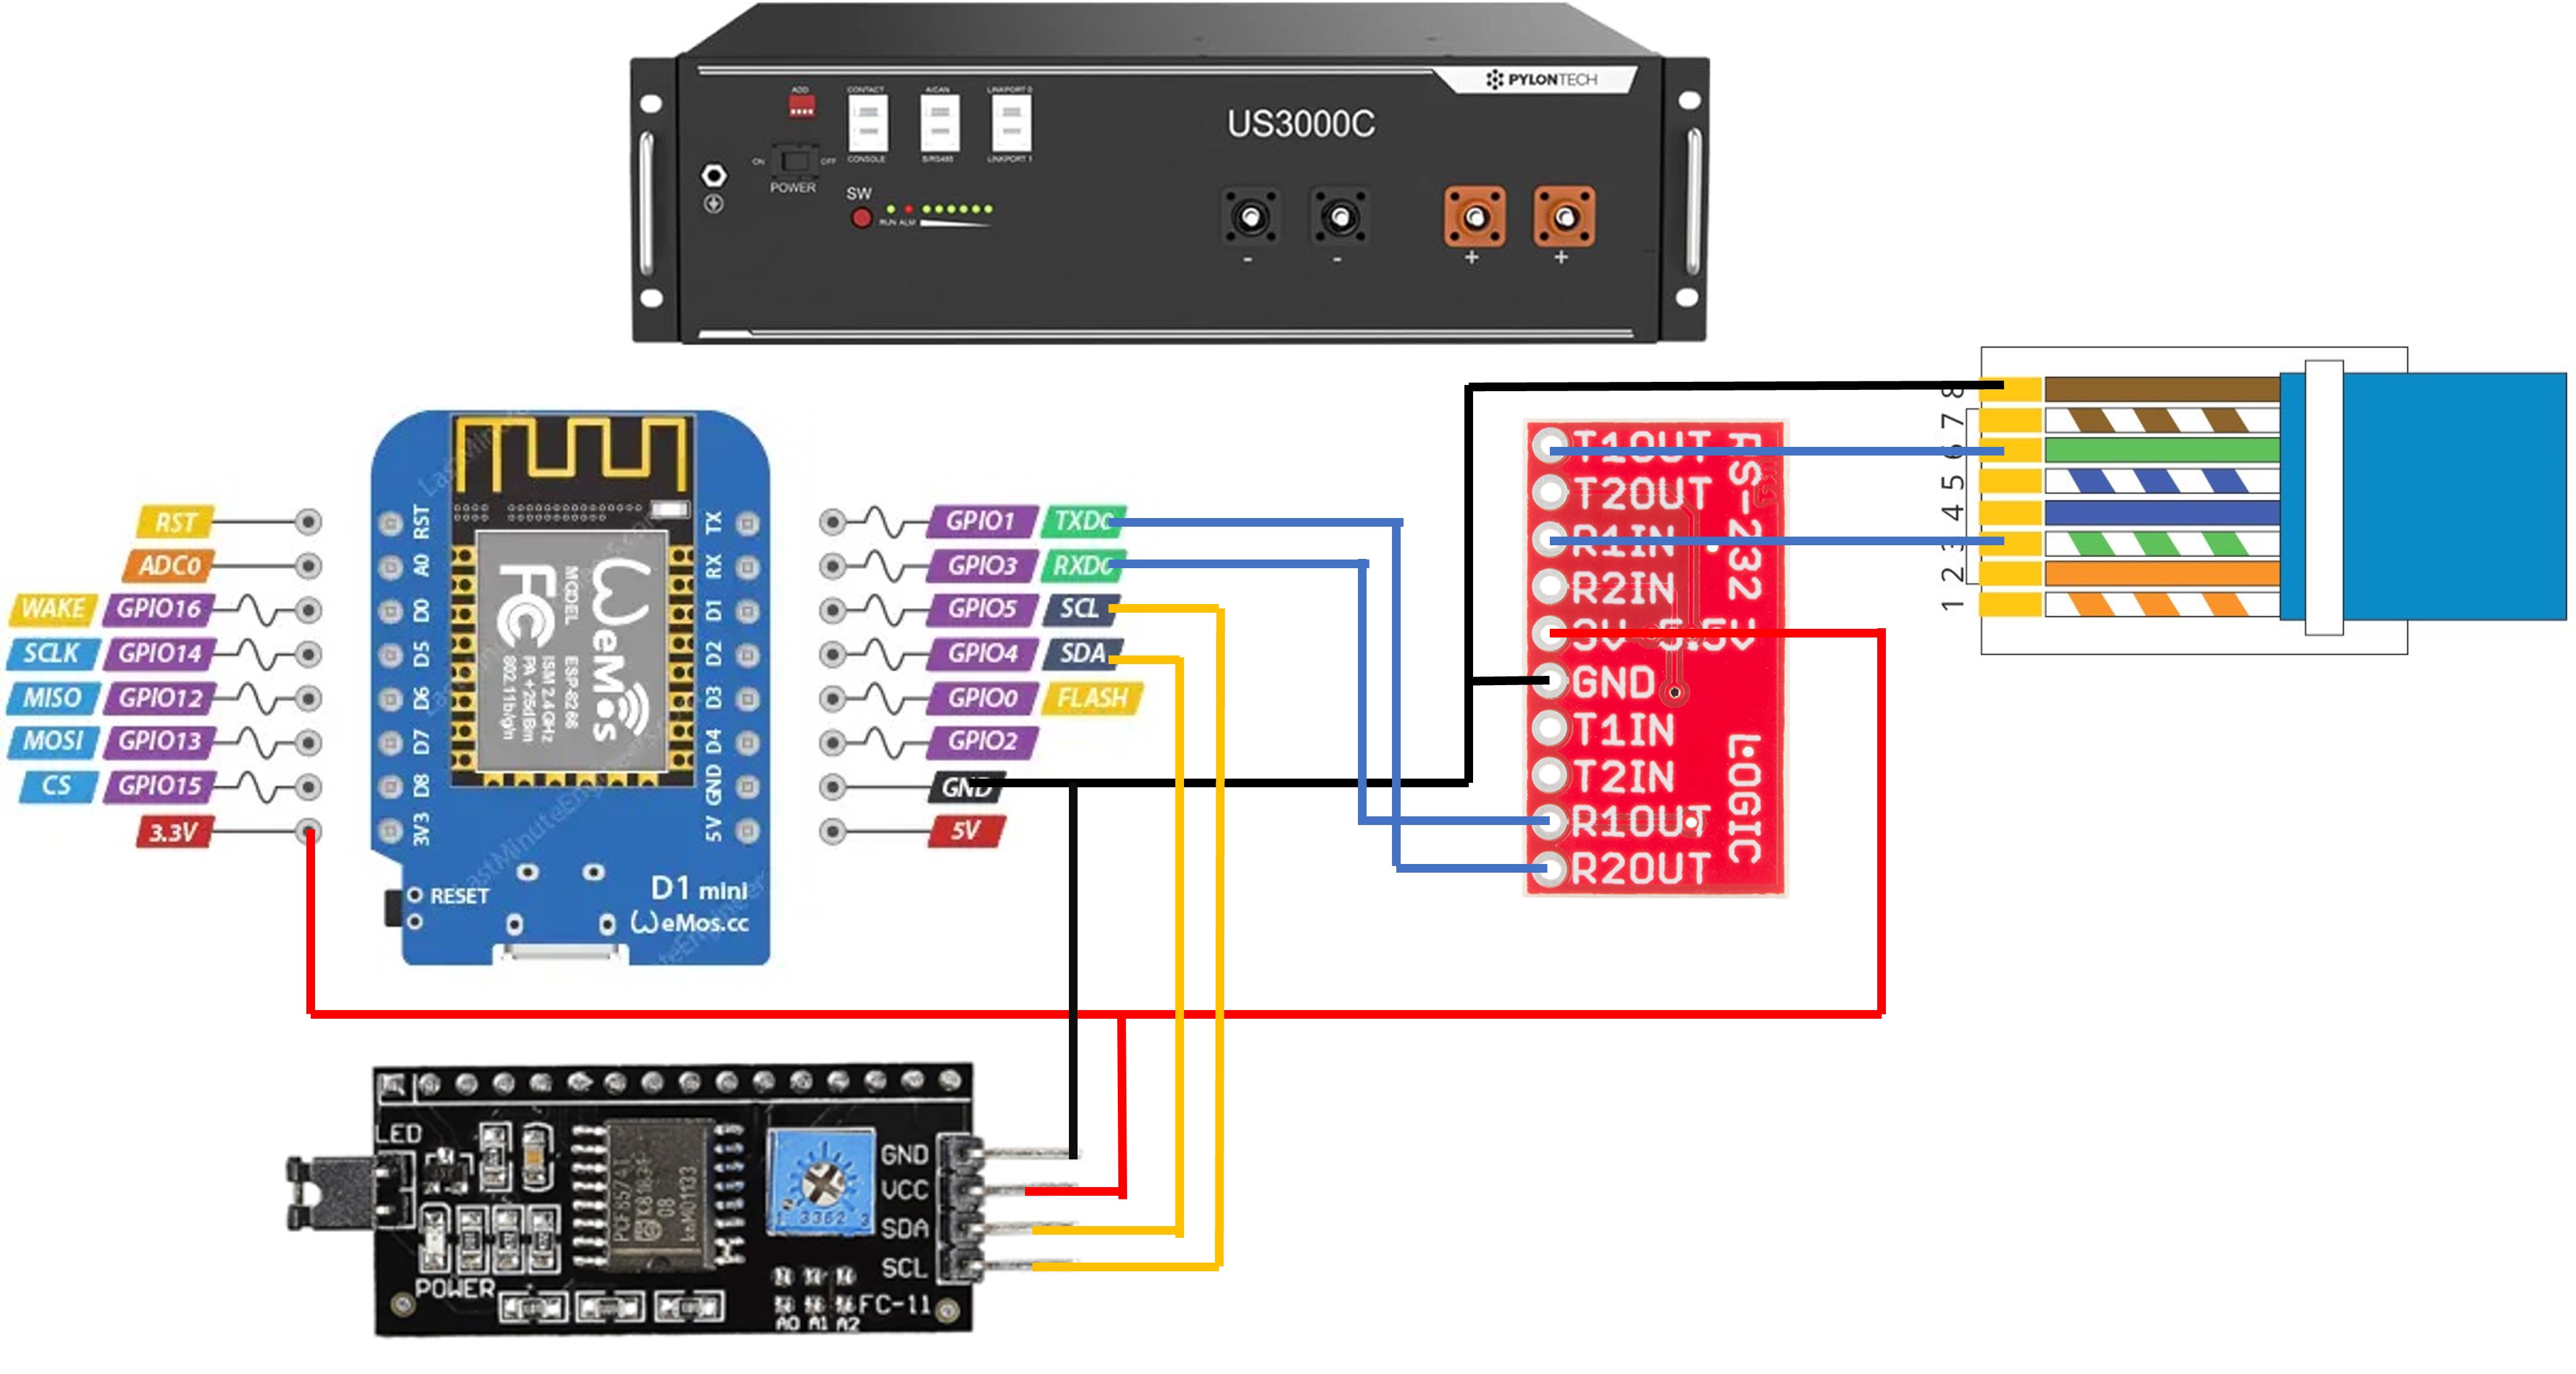 PYLONTECH
ADD
CONTACT
A/CAN
LINKPORT 0
US3000C
ON
OFF
POWER
CONSOLE
B/RS485
LINKPORT 1
SW
RUN ALM
- - + +
8
7
6
5
4
3
2
1
RST
ADC0
WAKE GPIO16
SCLK GPIO14
MISO GPIO12
MOSI GPIO13
CS GPIO15
3.3V
RST
A0
D0
D5
D6
D7
D8
3V3
WeMos
MODEL ESP-8266
ISM 2.4GHz
PA +25dBm
802.11b/g/n
FC
TX
RX
D1
D2
D3
D4
GND
5V
RESET
D1 mini
WeMos.cc
GPIO1 TXD0
GPIO3 RXD0
GPIO5 SCL
GPIO4 SDA
GPIO0 FLASH
GPIO2
GND
5V
T1OUT
T2OUT
R1IN
R2IN
3V-5.5V
GND
T1IN
T2IN
R1OUT
R2OUT
RS-232
LOGIC
LED
POWER
PCF8574T
08
knM01133
3362
GND
VCC
SDA
SCL
FC-11
A0 A1 A2